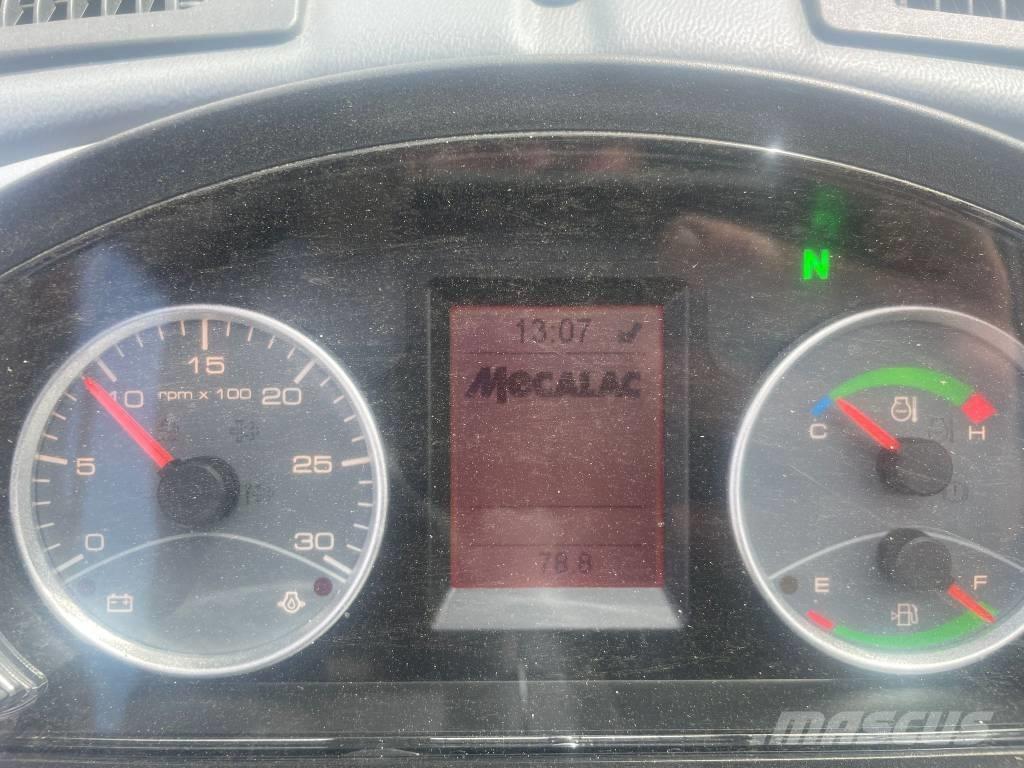 N
13:07
MECALAC
78.8
0
5
10
15
20
25
30
rpm x 100
C
H
E
F
MASCUS